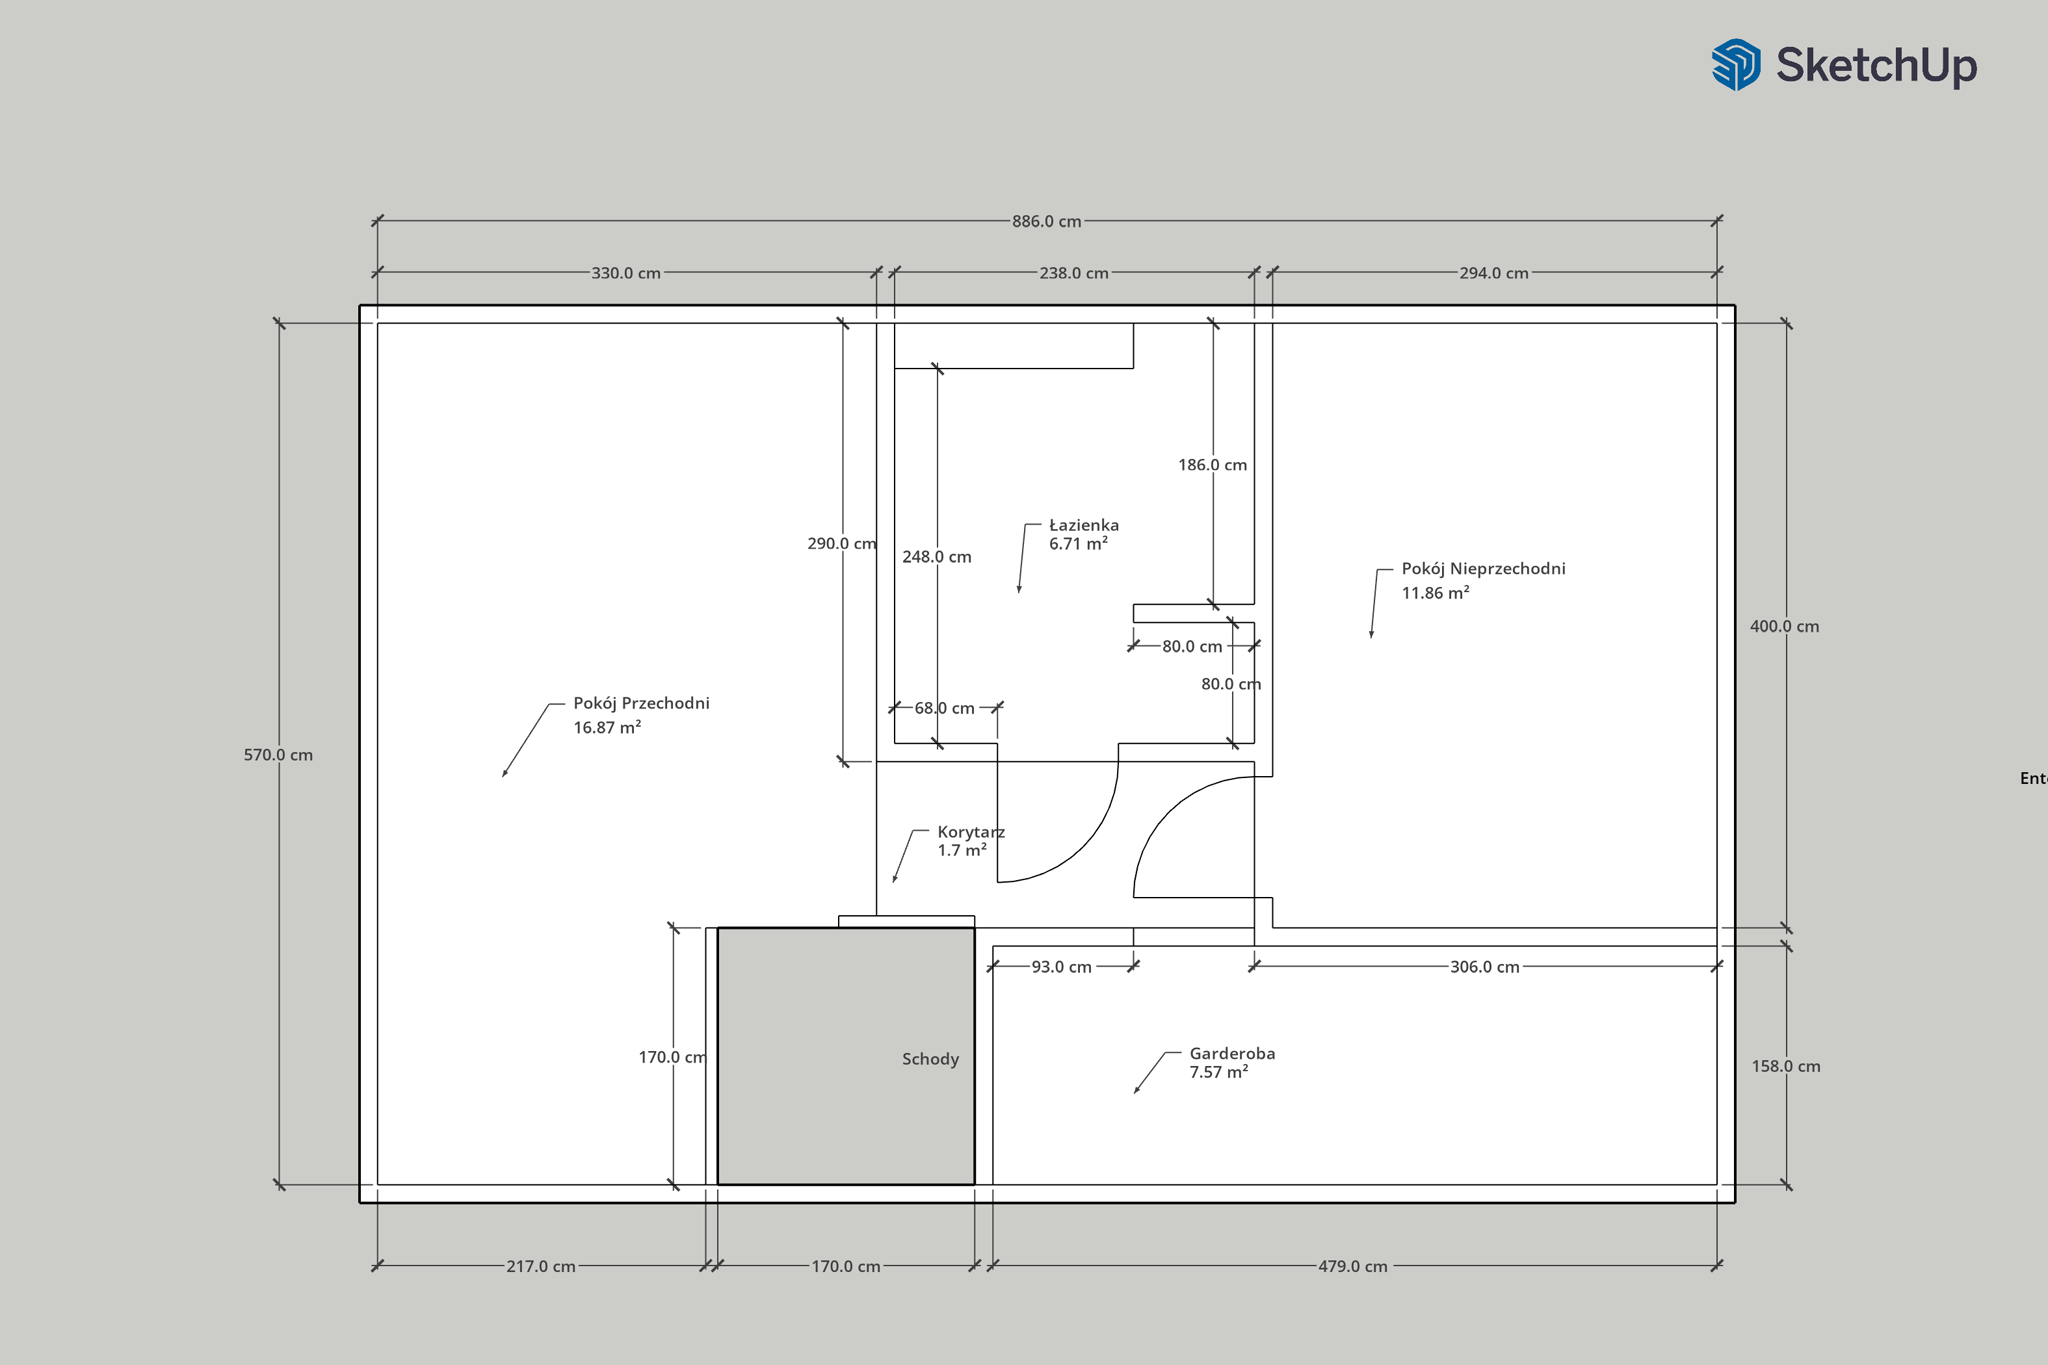 SketchUp
886.0 cm
330.0 cm
238.0 cm
294.0 cm
186.0 cm
Łazienka
6.71 m²
290.0 cm
248.0 cm
Pokój Nieprzechodni
11.86 m²
400.0 cm
80.0 cm
80.0 cm
Pokój Przechodni
16.87 m²
68.0 cm
570.0 cm
Korytarz
1.7 m²
93.0 cm
306.0 cm
170.0 cm
Schody
Garderoba
7.57 m²
158.0 cm
217.0 cm
170.0 cm
479.0 cm